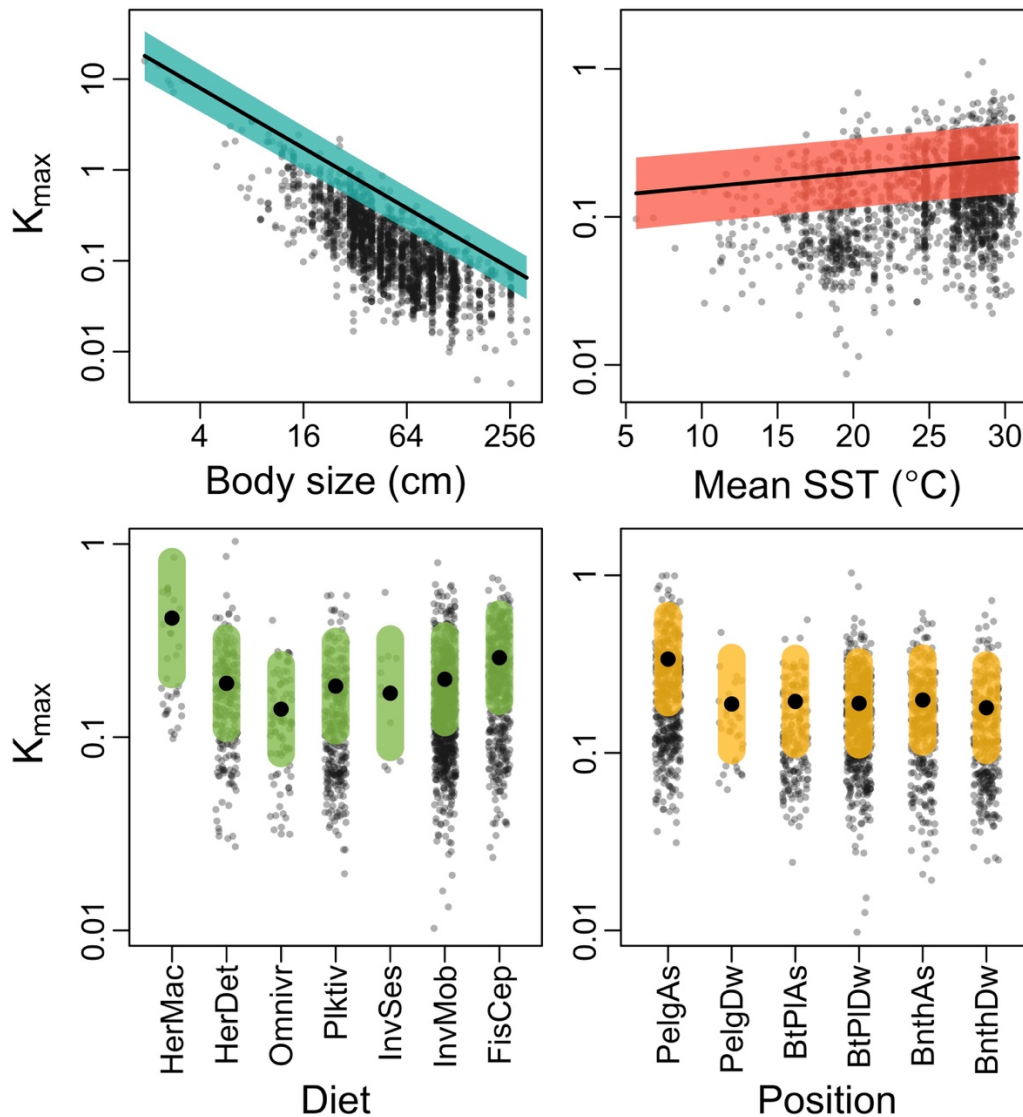 K_max
10
1
0.1
0.01
4
16
64
256
Body size (cm)
1
0.1
0.01
5
10
15
20
25
30
Mean SST (°C)
K_max
1
0.1
0.01
HerMac
HerDet
Omnivr
Plktiv
InvSes
InvMob
FisCep
Diet
1
0.1
0.01
PelgAs
PelgDw
BtPlAs
BtPlDw
BnthAs
BnthDw
Position